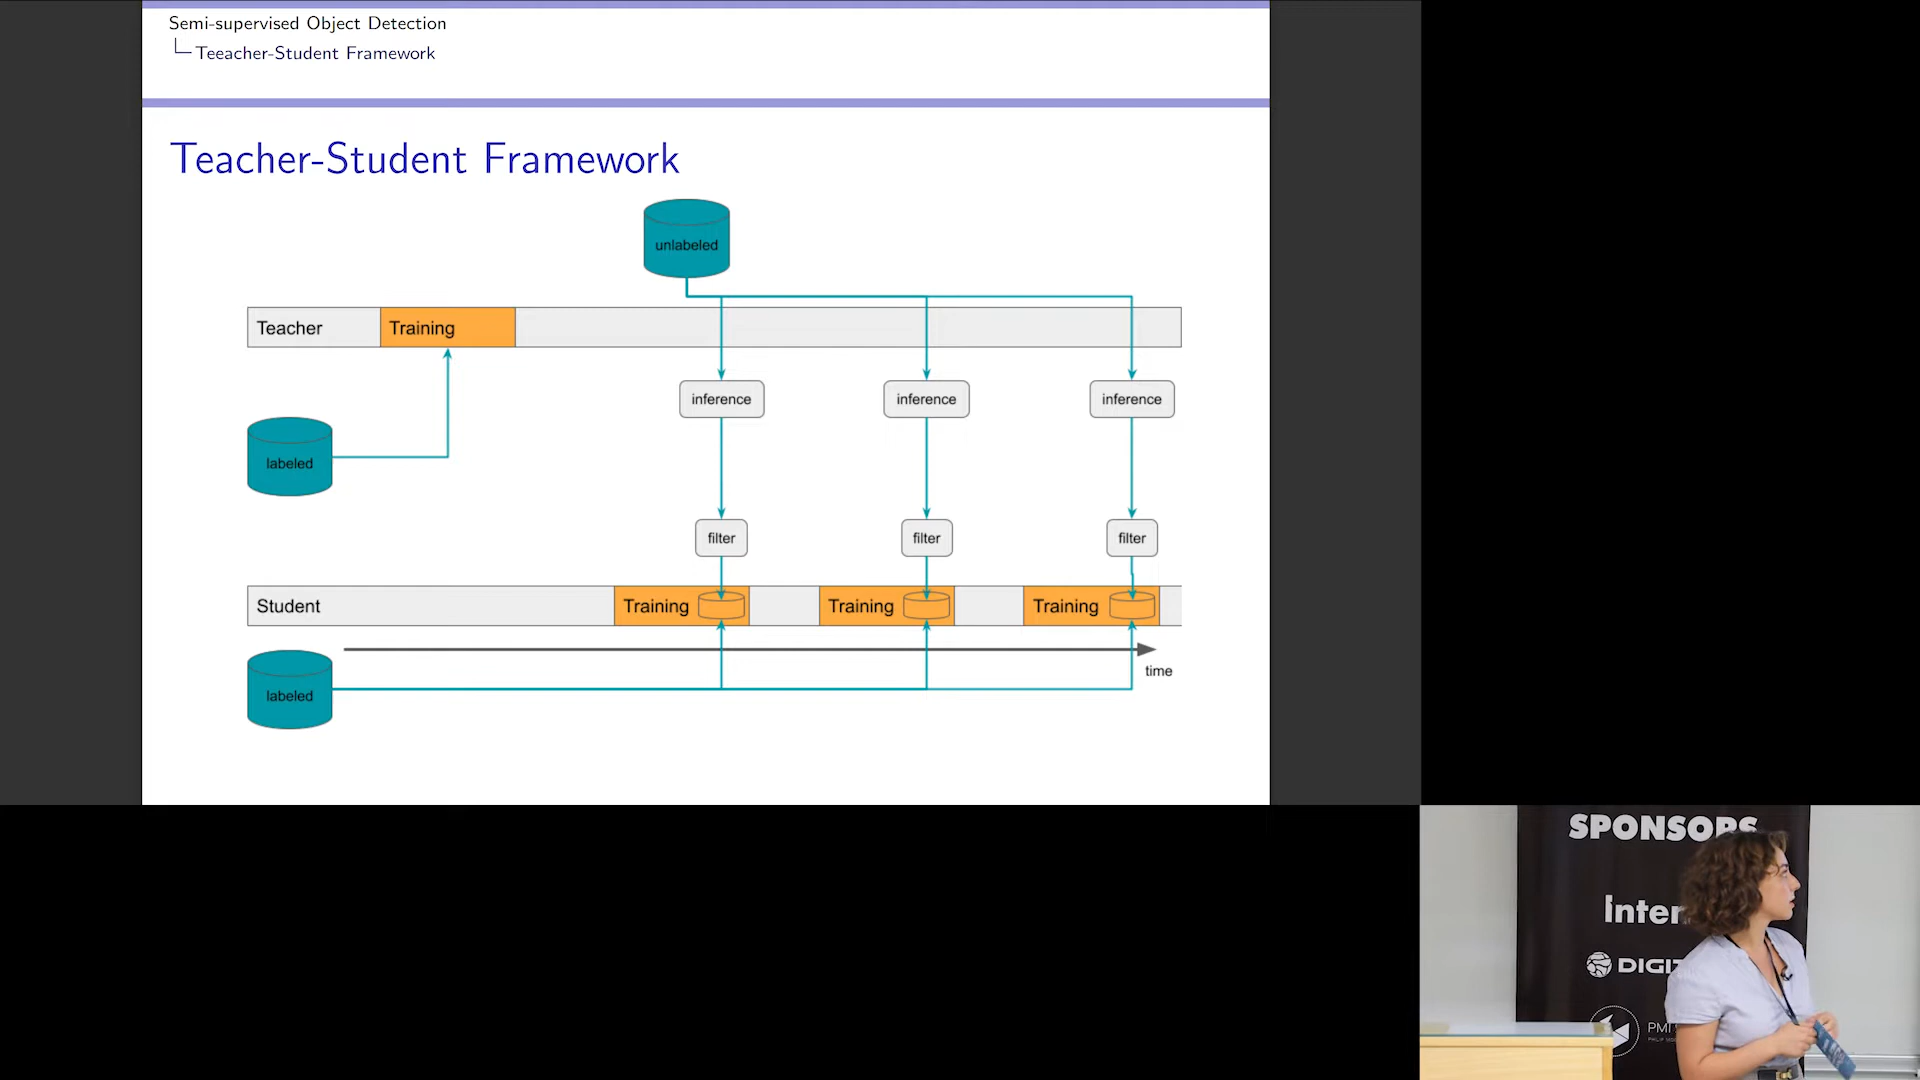 Semi-supervised Object Detection
Teeacher-Student Framework
Teacher-Student Framework
unlabeled
Teacher
Training
inference
inference
inference
labeled
filter
filter
filter
Student
Training
Training
Training
time
labeled
SPONSORS
Inter
DIGIT
PMI